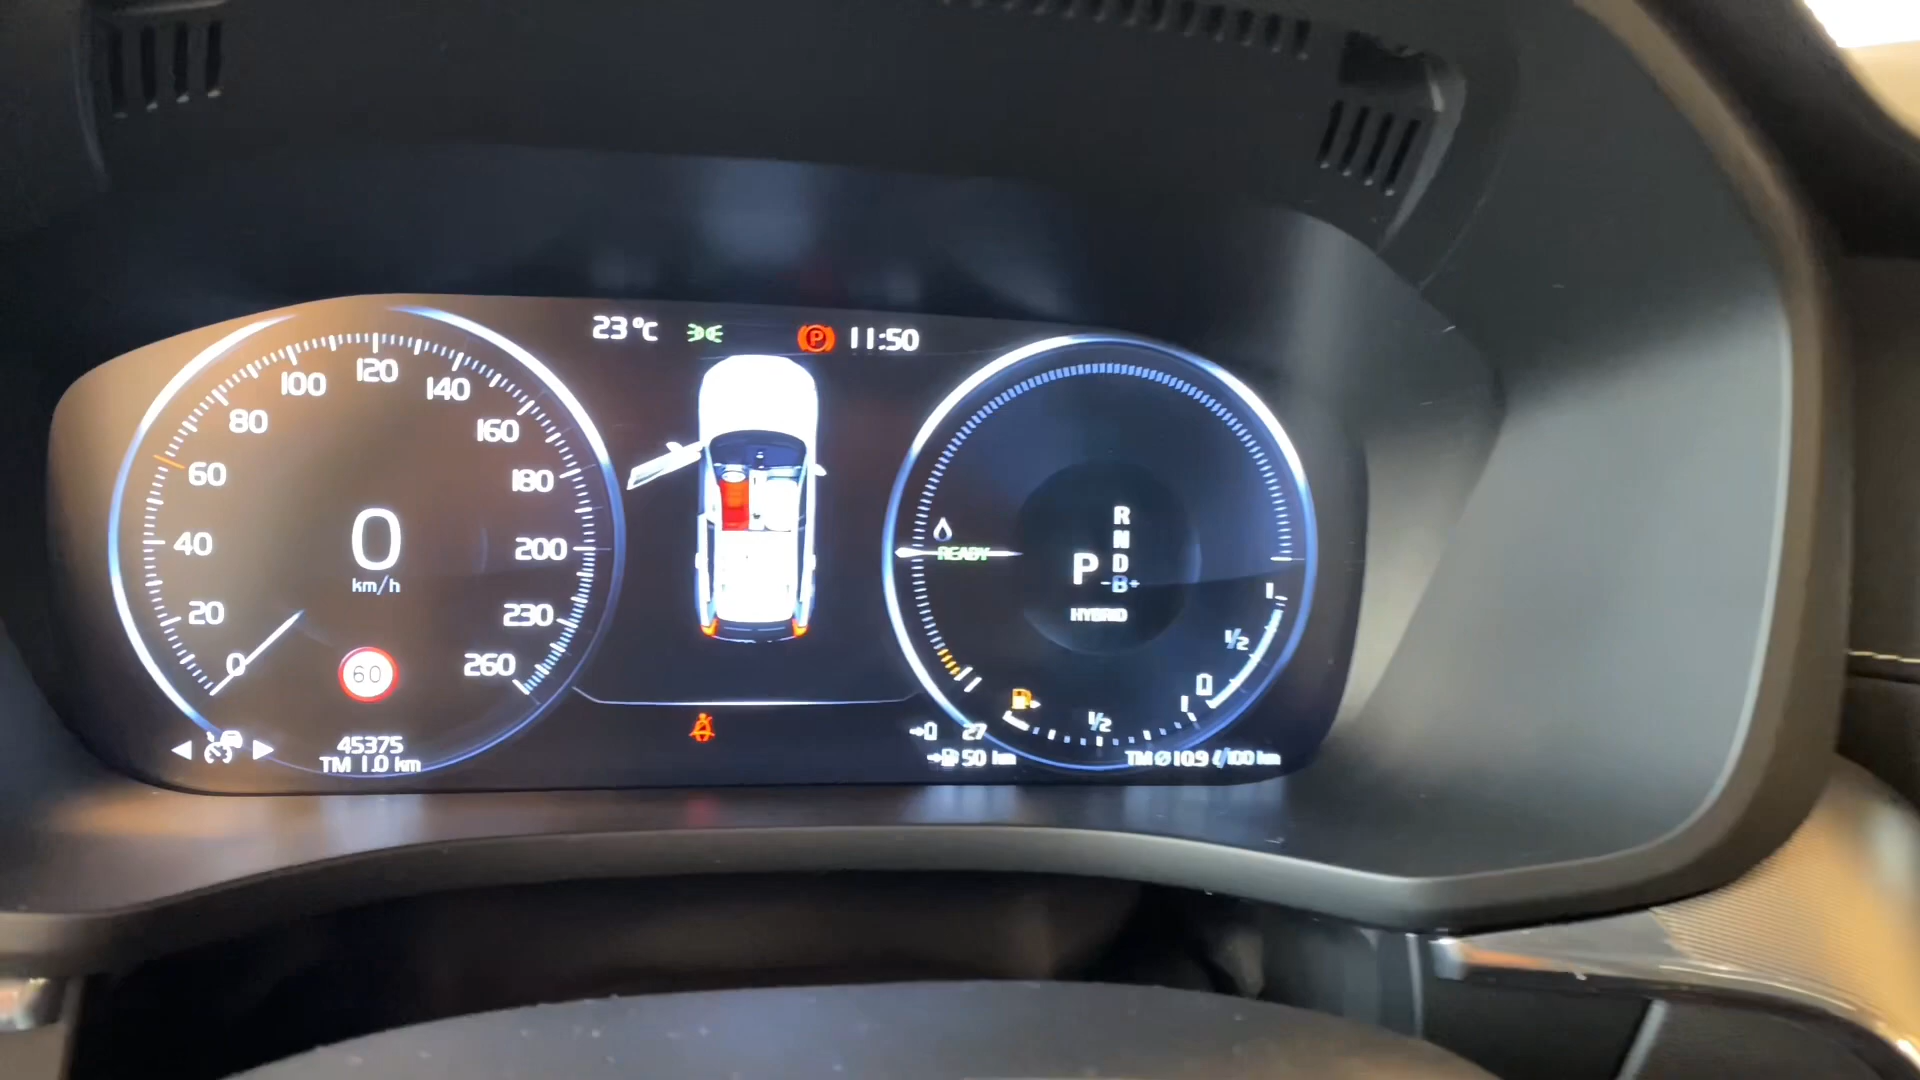 23°C
P 11:50
0
20
40
60
80
100
120
140
160
180
200
230
260
0
km/h
60
45375
TM 1.0 km
READY
R
N
D
P -B+
HYBRID
1
1/2
0
1/2
1
27
50 km
TM Ø 10.9 ℓ/100 km